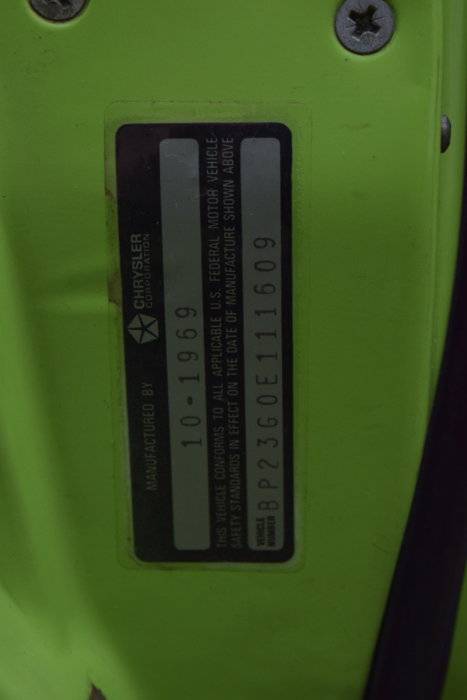 MANUFACTURED BY CHRYSLER CORPORATION
10-1969
THIS VEHICLE CONFORMS TO ALL APPLICABLE U.S. FEDERAL MOTOR VEHICLE
SAFETY STANDARDS IN EFFECT ON THE DATE OF MANUFACTURE SHOWN ABOVE
VEHICLE NUMBER BP23G0E111609